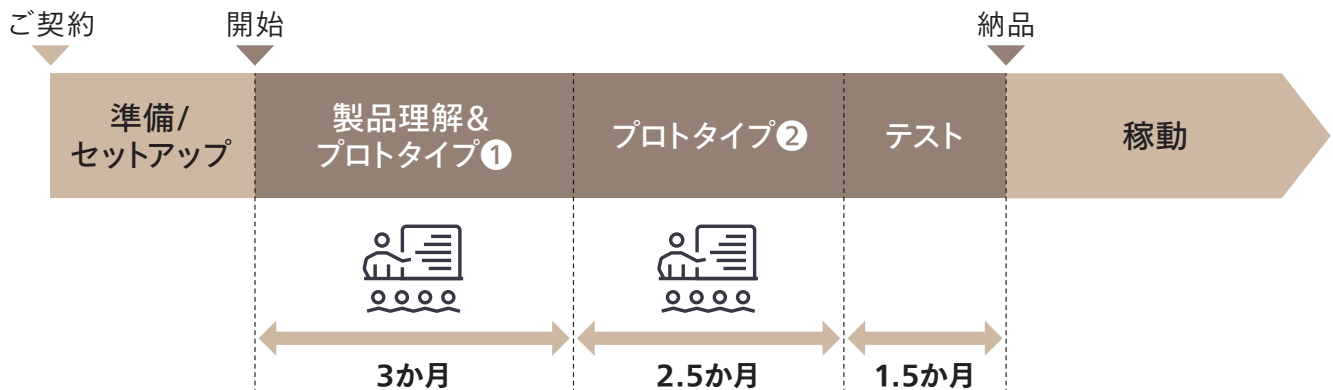 ご契約
開始
納品
準備/
セットアップ
製品理解&
プロトタイプ❶
プロトタイプ❷
テスト
稼動
3か月
2.5か月
1.5か月